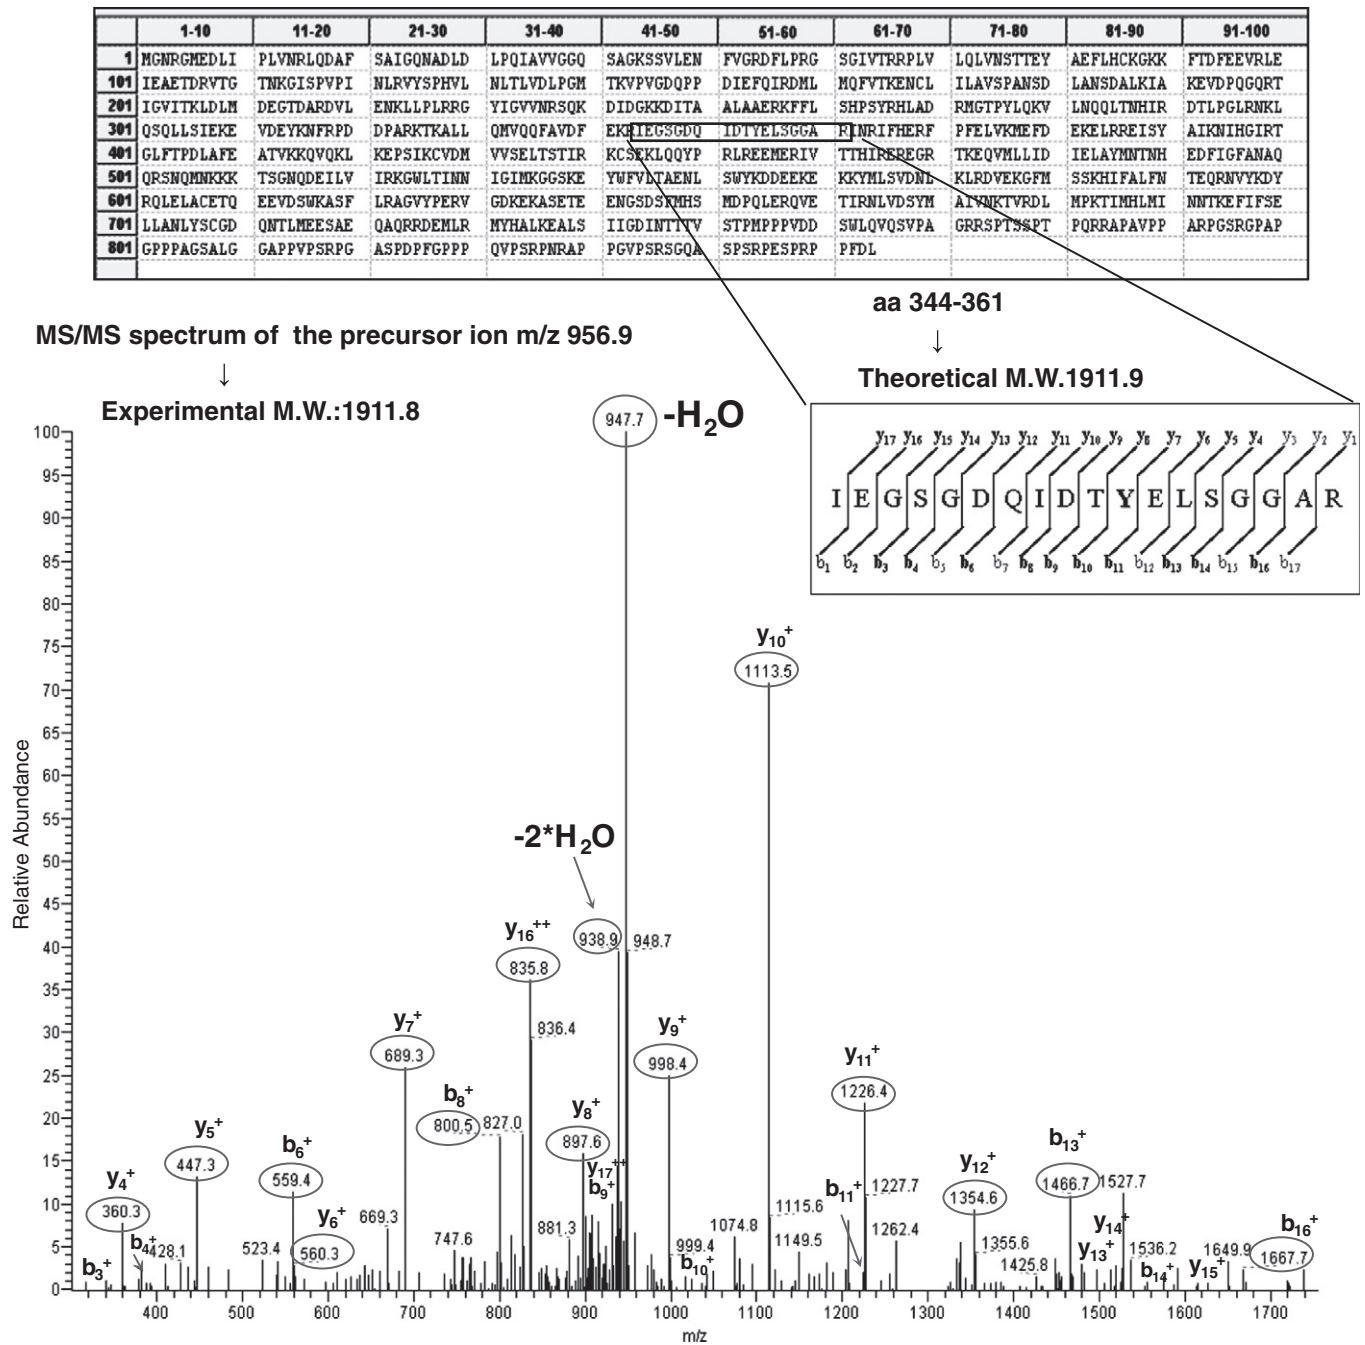 1-10 11-20 21-30 31-40 41-50 51-60 61-70 71-80 81-90 91-100
1 MGNRGMEDLI PLVNRLQDAF SAIGQNADLD LPQIAVVGGQ SAGKSSVLEN FVGRDFLPRG SGIVTRRPLV LQLVNSTTEY AEFLHCKGKK FTDFEEVRLE
101 IEAETDRVTG TNKGISPVPI NLRVYSPHVL NLTLVDLPGM TKVPVGDQPP DIEFQIRDML MQFVTKENCL ILAVSPANSD LANSDALKIA KEVDPQGQRT
201 IGVITKLDLM DEGTDARDVL ENKLLPLRRG YIGVVNRSQK DIDGKKDITA ALAAERKFFL SHPSYRHLAD RMGTPYLQKV LNQQLTNHIR DTLPGLRNKL
301 QSQLLSIEKE VDEYKNFRPD DPARKTKALL QMVQQFAVDF EKRIEGSGDQ IDTYELSGGA RINRIFHERF PFELVKMEFD EKELRREISY AIKNIHGIRT
401 GLFTPDLAFE ATVKKQVQKL KEPSIKCVDM VVSELTSTIR KCSEKLQQYP RLREEMERIV TTHIREREGR TKEQVMLLID IELAYMNTNH EDFIGFANAQ
501 QRSNQMNKKK TSGNQDEILV IRKGWLTINN IGIMKGGSKE YWFVLTAENL SWYKDDEEKE KKYMLSVDNL KLRDVEKGFM SSKHIFALFN TEQRNVYKDY
601 RQLELACETQ EEVDSWKASF LRAGVYPERV GDKEKASETE ENGSDSFMHS MDPQLERQVE TIRNLVDSYM AIVNKTVRDL MPKTIMHLMI NNTKEFIFSE
701 LLANLYSCGD QNTLMEESAE QAQRRDEMLR MYHALKEALS IIGDINTTTV STPMPPPVDD SWLQVQSVPA GRRSPTSSPT PQRRAPAVPP ARPGSRGPAP
801 GPPPAGSALG GAPPVPSRPG ASPDPFGPPP QVPSRPNRAP PGVPSRSGQA SPSRPESPRP PFDL
aa 344-361
↓
Theoretical M.W.1911.9
MS/MS spectrum of the precursor ion m/z 956.9
↓
Experimental M.W.:1911.8
y17 y16 y15 y14 y13 y12 y11 y10 y9 y8 y7 y6 y5 y4 y3 y2 y1
I E G S G D Q I D T Y E L S G G A R
b1 b2 b3 b4 b5 b6 b7 b8 b9 b10 b11 b12 b13 b14 b15 b16 b17
947.7 -H2O
y10+
1113.5
-2*H2O
938.9 948.7
y16++
835.8
836.4
y7+
689.3
y9+
998.4
y11+
1226.4
b8+
800.5 827.0
y8+
897.6
y17++
b9+
y5+
447.3
b6+
559.4
y4+
360.3
y6+
560.3
b3+
b4+
428.1
523.4
669.3
747.6
881.3
999.4
b10+
1074.8
1115.6
1149.5
b11+
1227.7
1262.4
y12+
1354.6
1355.6
1425.8
b13+
1466.7
1527.7
y14+
y13+
1536.2
b14+
y15+
1649.9
b16+
1667.7
Relative Abundance
100
95
90
85
80
75
70
65
60
55
50
45
40
35
30
25
20
15
10
5
0
400 500 600 700 800 900 1000 1100 1200 1300 1400 1500 1600 1700
m/z